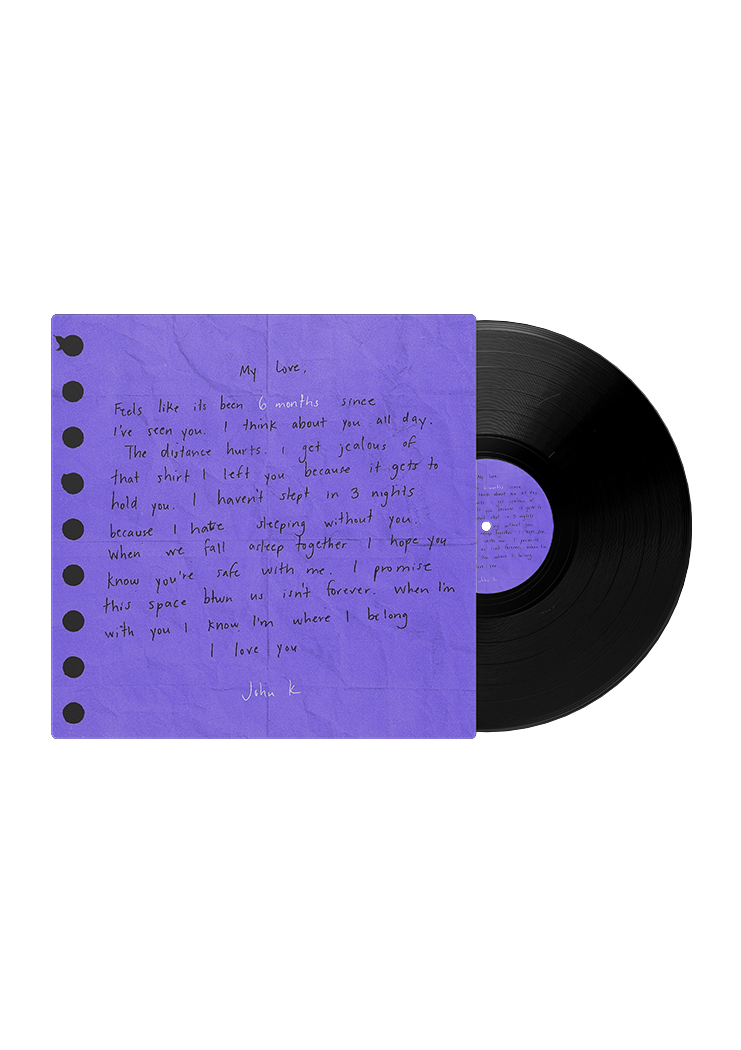 My Love,
Feels like its been 6 months since
I've seen you. I think about you all day.
The distance hurts. I get jealous of
that shirt I left you because it gets to
hold you. I haven't slept in 3 nights
because I hate sleeping without you.
When we fall asleep together I hope you
know you're safe with me. I promise
this space btwn us isn't forever. When I'm
with you I know I'm where I belong
I love you
John K